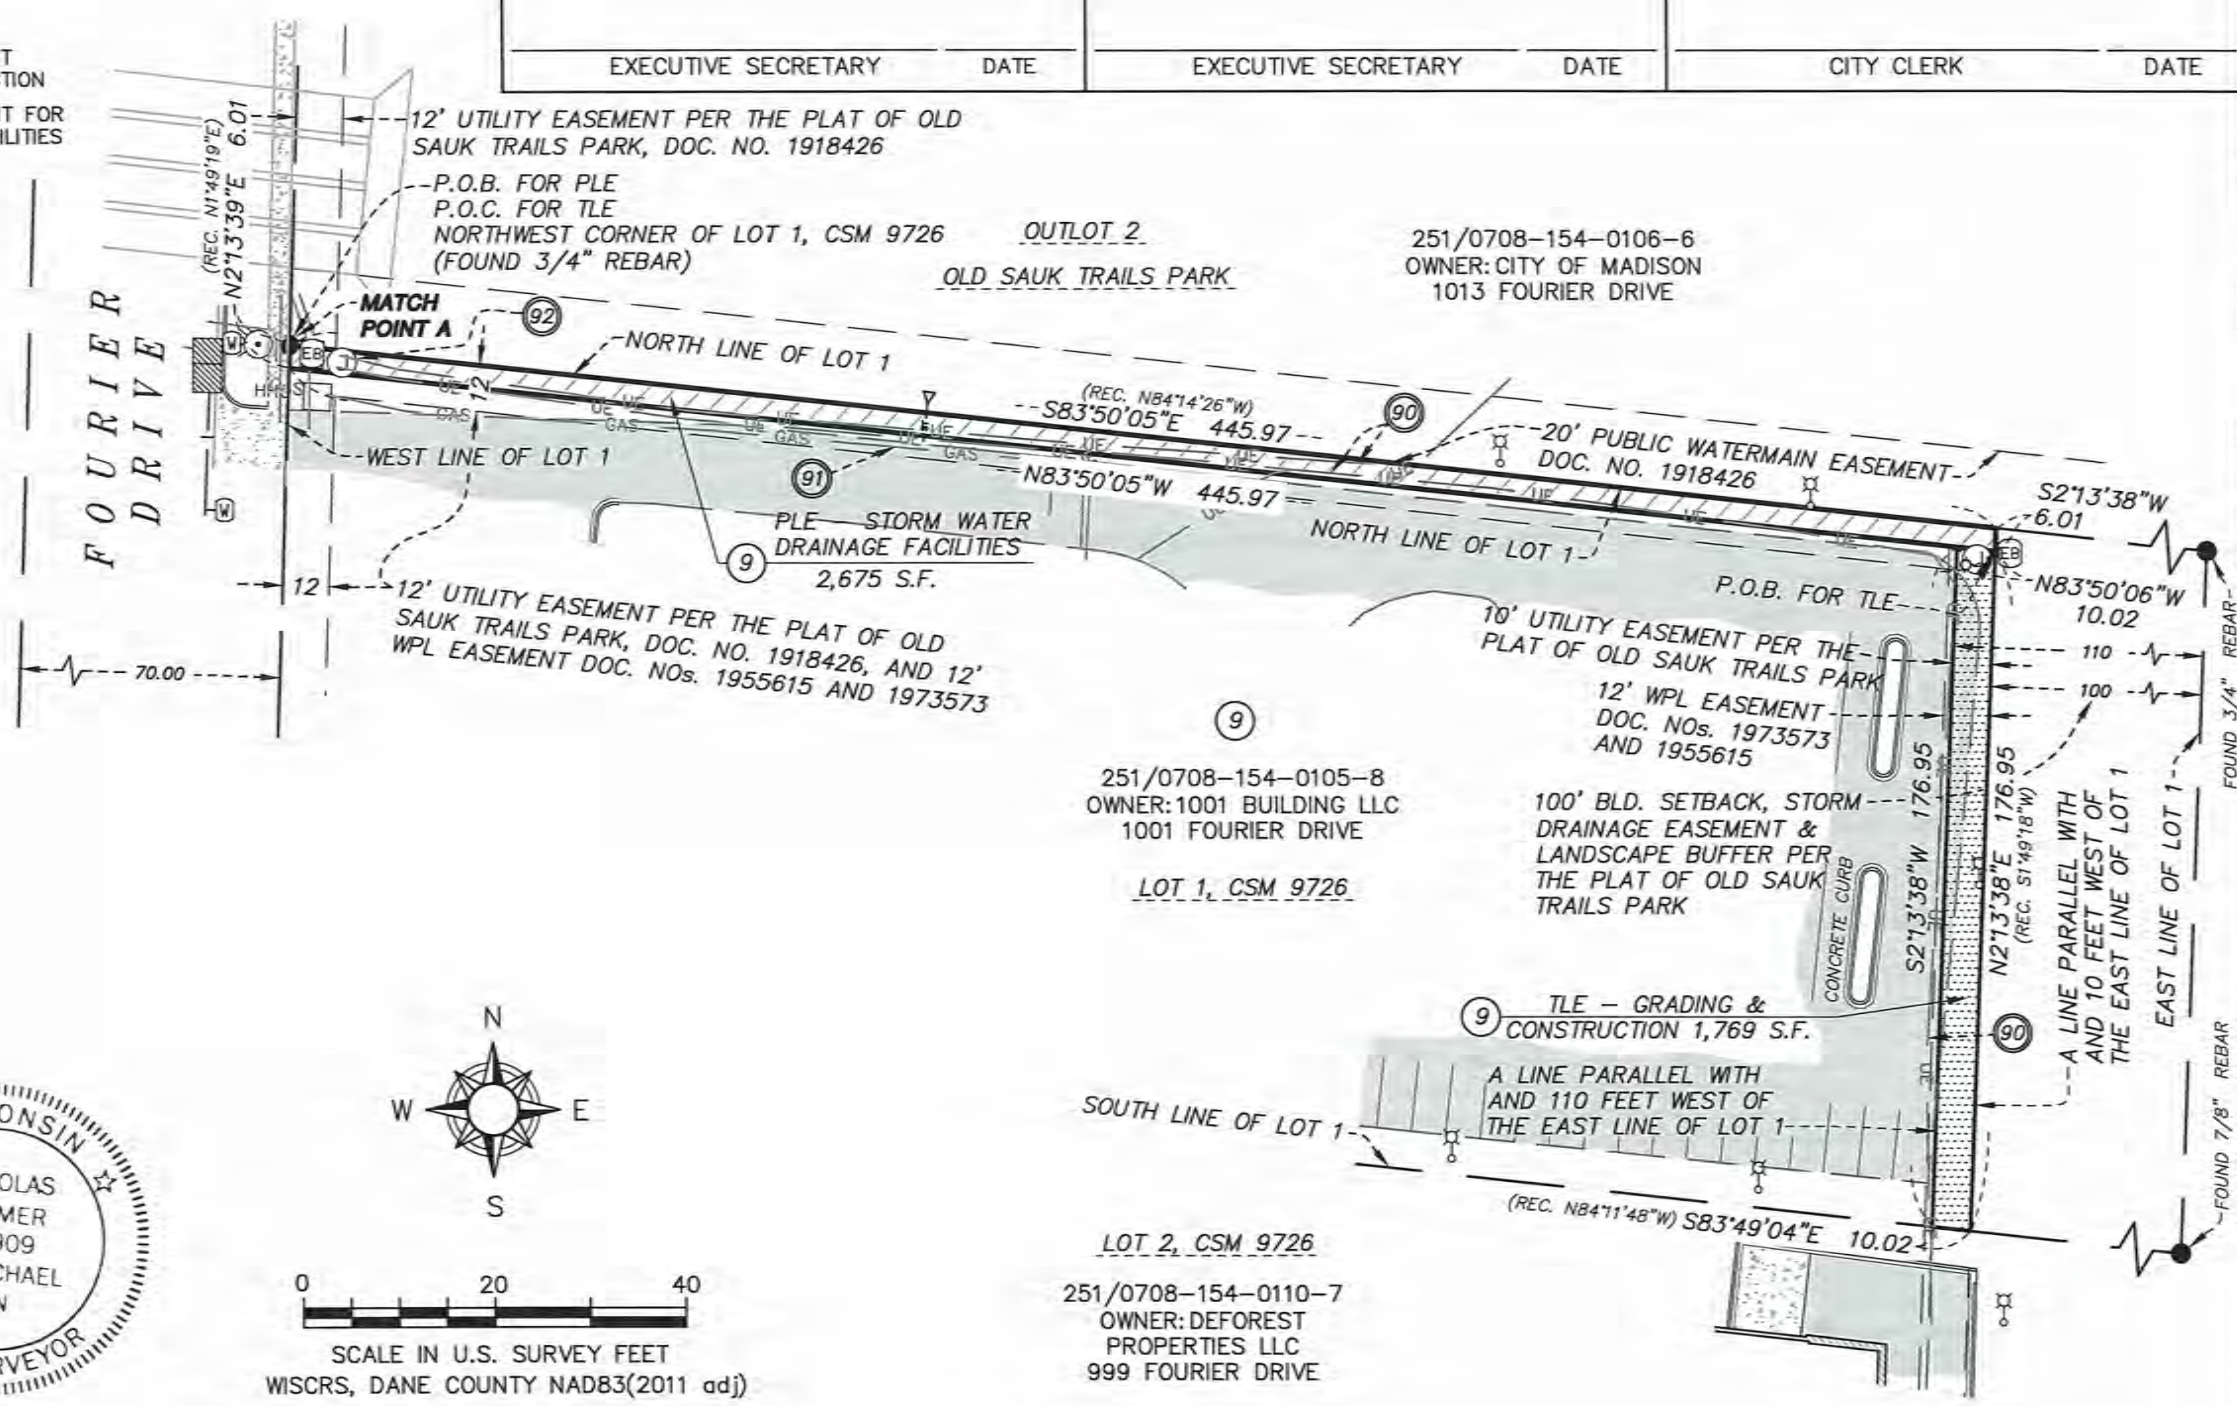 EXECUTIVE SECRETARY DATE
EXECUTIVE SECRETARY DATE
CITY CLERK DATE
12' UTILITY EASEMENT PER THE PLAT OF OLD
SAUK TRAILS PARK, DOC. NO. 1918426
(REC. N1°49'19"E)
N2°13'39"E 6.01
P.O.B. FOR PLE
P.O.C. FOR TLE
NORTHWEST CORNER OF LOT 1, CSM 9726
(FOUND 3/4" REBAR)
MATCH
POINT A
OUTLOT 2
OLD SAUK TRAILS PARK
251/0708-154-0106-6
OWNER: CITY OF MADISON
1013 FOURIER DRIVE
FOURIER
DRIVE
92
NORTH LINE OF LOT 1
W
EB
12
UE
GAS
(REC. N84°14'26"W)
S83°50'05"E 445.97
90
20' PUBLIC WATERMAIN EASEMENT
DOC. NO. 1918426
WEST LINE OF LOT 1
91
N83°50'05"W 445.97
S2°13'38"W
6.01
W
PLE - STORM WATER
DRAINAGE FACILITIES
9
2,675 S.F.
NORTH LINE OF LOT 1
EB
N83°50'06"W
10.02
P.O.B. FOR TLE
12
12' UTILITY EASEMENT PER THE PLAT OF OLD
SAUK TRAILS PARK, DOC. NO. 1918426, AND 12'
WPL EASEMENT DOC. NOs. 1955615 AND 1973573
70.00
10' UTILITY EASEMENT PER THE
PLAT OF OLD SAUK TRAILS PARK
110
100
12' WPL EASEMENT
DOC. NOs. 1973573
AND 1955615
9
251/0708-154-0105-8
OWNER: 1001 BUILDING LLC
1001 FOURIER DRIVE
LOT 1, CSM 9726
100' BLD. SETBACK, STORM
DRAINAGE EASEMENT &
LANDSCAPE BUFFER PER
THE PLAT OF OLD SAUK
TRAILS PARK
CONCRETE CURB
S2°13'38"W 176.95
N2°13'38"E 176.95
(REC. S1°49'18"W)
A LINE PARALLEL WITH
AND 10 FEET WEST OF
THE EAST LINE OF LOT 1
EAST LINE OF LOT 1
FOUND 3/4" REBAR
FOUND 7/8" REBAR
9
TLE - GRADING &
CONSTRUCTION 1,769 S.F.
90
A LINE PARALLEL WITH
AND 110 FEET WEST OF
THE EAST LINE OF LOT 1
SOUTH LINE OF LOT 1
(REC. N84°11'48"W) S83°49'04"E 10.02
LOT 2, CSM 9726
251/0708-154-0110-7
OWNER: DEFOREST
PROPERTIES LLC
999 FOURIER DRIVE
N
W E
S
0 20 40
SCALE IN U.S. SURVEY FEET
WISCRS, DANE COUNTY NAD83(2011 adj)